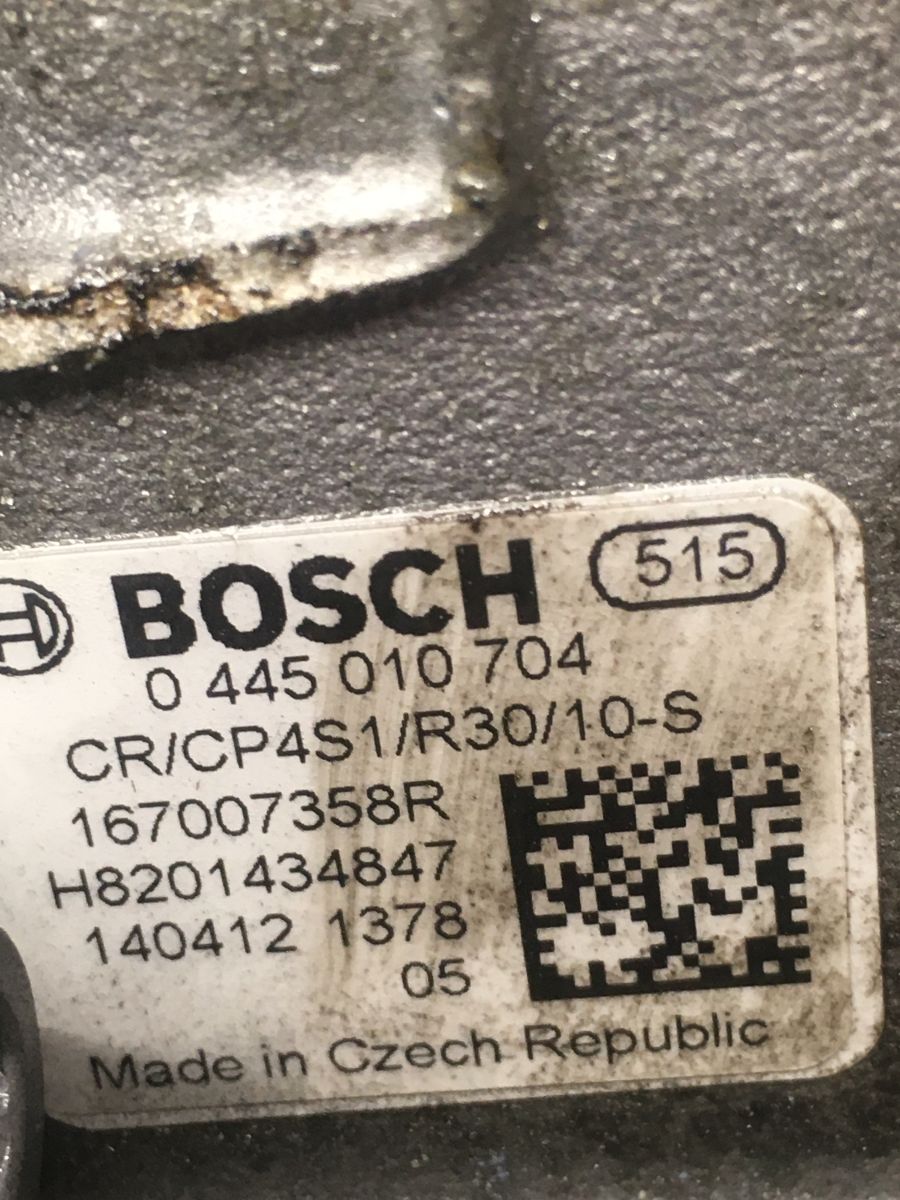 BOSCH 515
0 445 010 704
CR/CP4S1/R30/10-S
167007358R
H8201434847
140412 1378
05
Made in Czech Republic